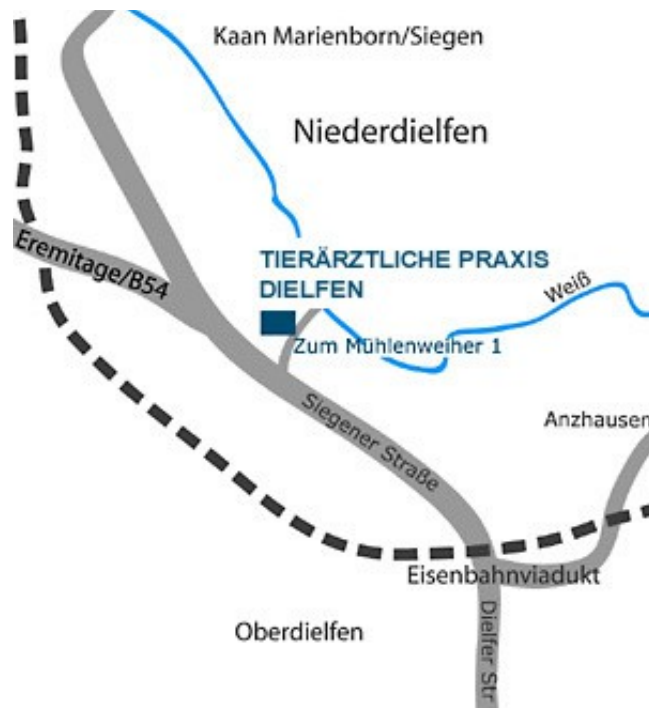 Kaan Marienborn/Siegen
Niederdielfen
Eremitage/B54
TIERÄRZTLICHE PRAXIS
DIELFEN
Weiß
Zum Mühlenweiher 1
Siegener Straße
Anzhausen
Eisenbahnviadukt
Oberdielfen
Dielfer Str